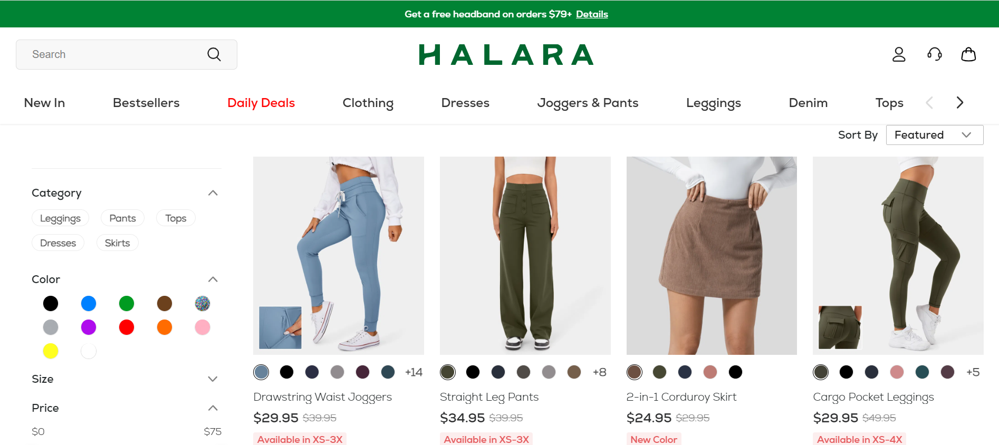 Get a free headband on orders $79+ Details
Search
HALARA
New In Bestsellers Daily Deals Clothing Dresses Joggers & Pants Leggings Denim Tops
Sort By Featured
Category
Leggings Pants Tops
Dresses Skirts
Color
Size
Price
$0 $75
+14 +8 +5
Drawstring Waist Joggers Straight Leg Pants 2-in-1 Corduroy Skirt Cargo Pocket Leggings
$29.95 $39.95 $34.95 $39.95 $24.95 $29.95 $29.95 $49.95
Available in XS-3X Available in XS-3X New Color Available in XS-4X